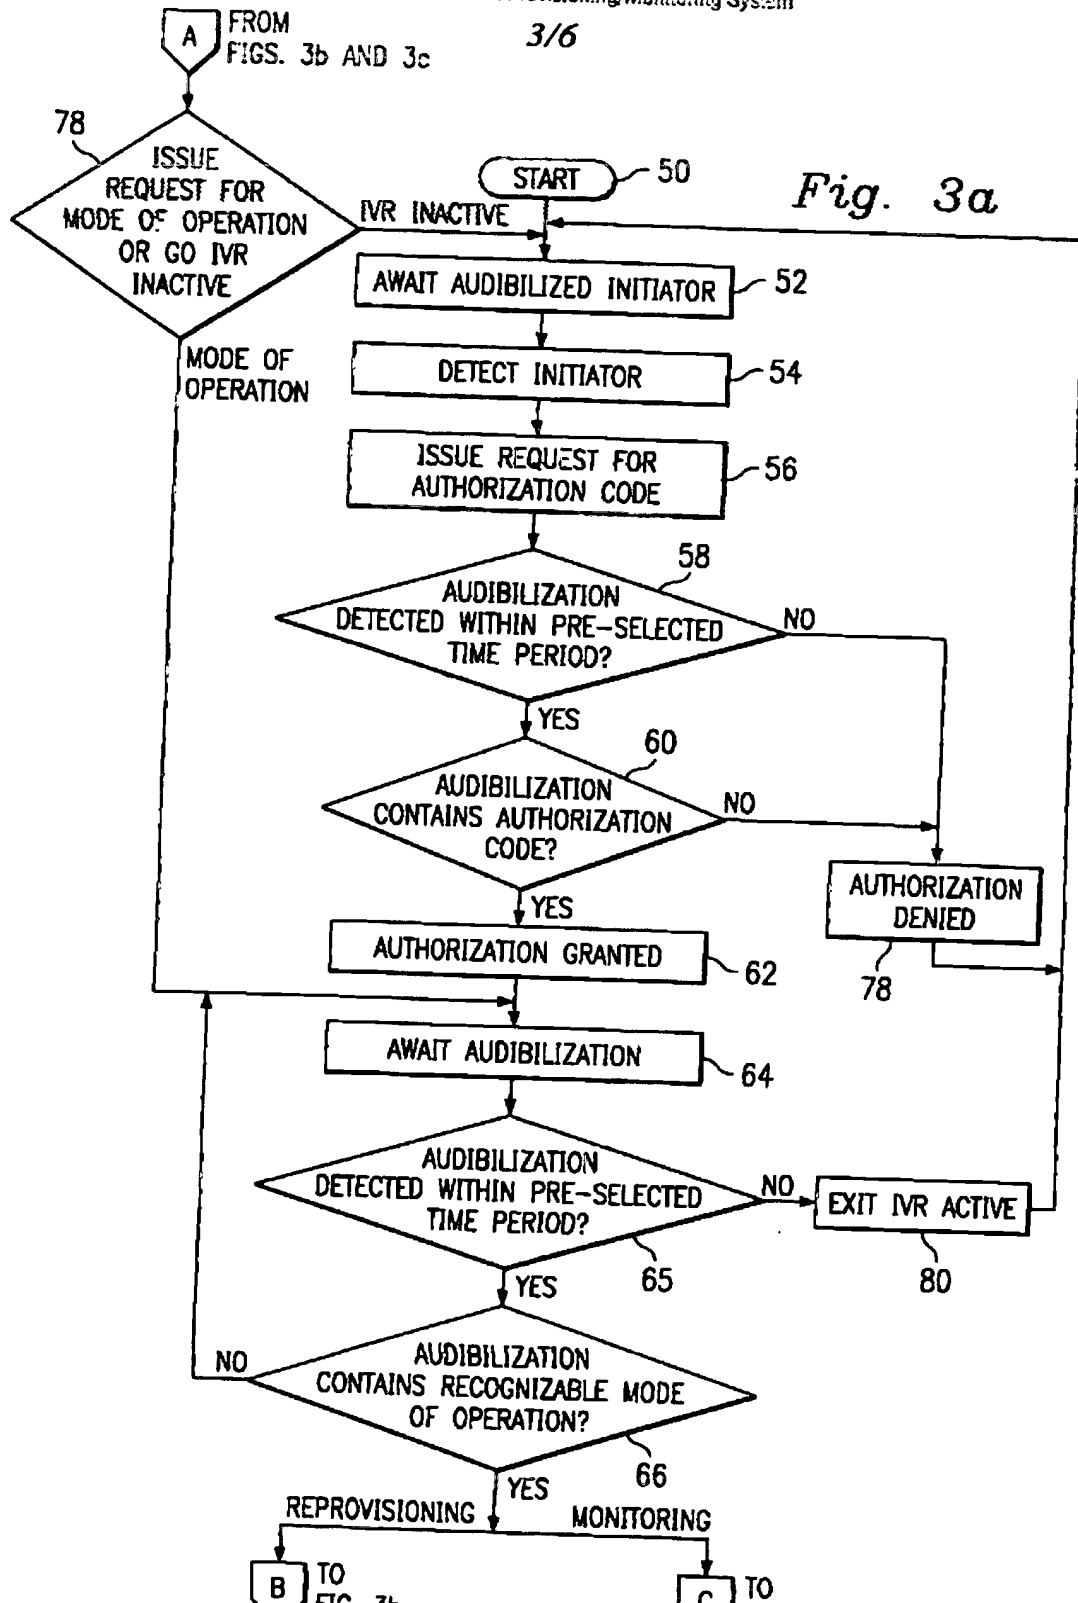 Monitoring System
3/6
A
FROM
FIGS. 3b AND 3c
78
ISSUE
REQUEST FOR
MODE OF OPERATION
OR GO IVR
INACTIVE
IVR INACTIVE
MODE OF
OPERATION
START
50
Fig. 3a
AWAIT AUDIBILIZED INITIATOR
52
DETECT INITIATOR
54
ISSUE REQUEST FOR
AUTHORIZATION CODE
56
58
AUDIBILIZATION
DETECTED WITHIN PRE-SELECTED
TIME PERIOD?
NO
YES
60
AUDIBILIZATION
CONTAINS AUTHORIZATION
CODE?
NO
YES
AUTHORIZATION
DENIED
78
AUTHORIZATION GRANTED
62
AWAIT AUDIBILIZATION
64
AUDIBILIZATION
DETECTED WITHIN PRE-SELECTED
TIME PERIOD?
NO
EXIT IVR ACTIVE
80
65
YES
AUDIBILIZATION
CONTAINS RECOGNIZABLE MODE
OF OPERATION?
NO
66
YES
REPROVISIONING
MONITORING
B
TO
FIG. 3b
C
TO